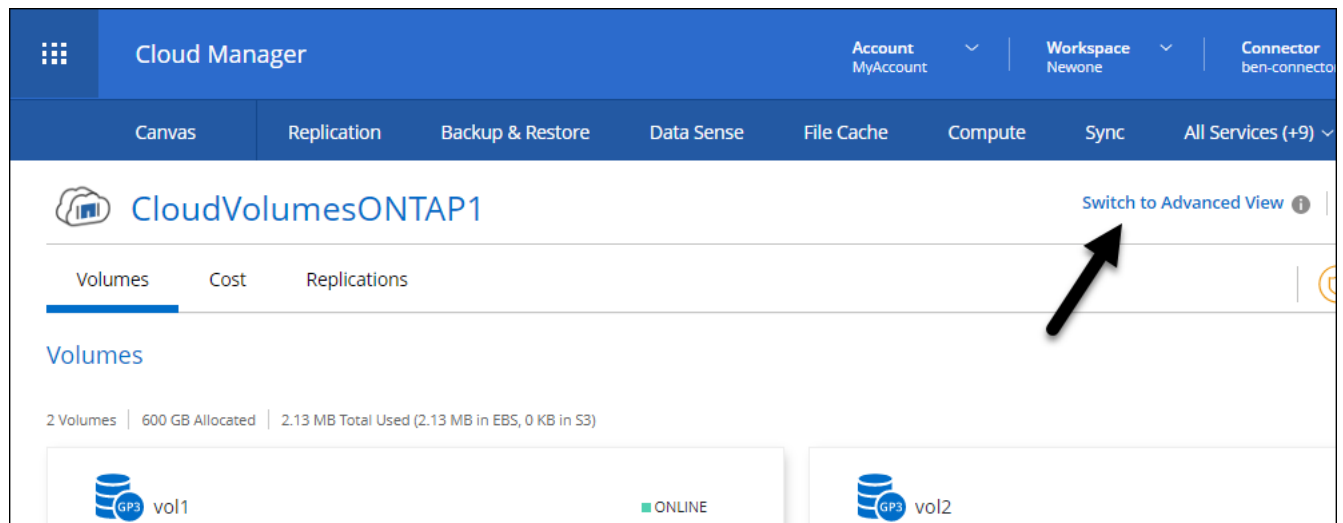 Cloud Manager
Account
MyAccount
Workspace
Newone
Connector
ben-connector
Canvas
Replication
Backup & Restore
Data Sense
File Cache
Compute
Sync
All Services (+9)
CloudVolumesONTAP1
Switch to Advanced View
Volumes
Cost
Replications
Volumes
2 Volumes | 600 GB Allocated | 2.13 MB Total Used (2.13 MB in EBS, 0 KB in S3)
GP3
vol1
ONLINE
GP3
vol2